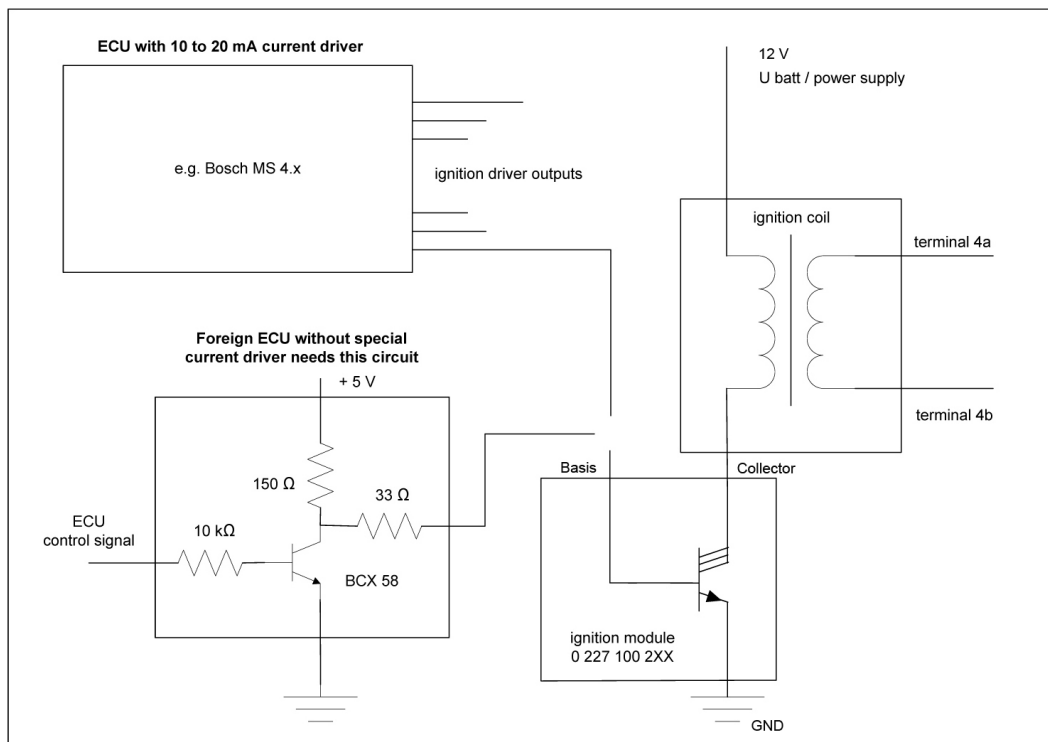 ECU with 10 to 20 mA current driver
e.g. Bosch MS 4.x
ignition driver outputs
12 V
U batt / power supply
ignition coil
terminal 4a
terminal 4b
Foreign ECU without special
current driver needs this circuit
+ 5 V
150 Ω
33 Ω
ECU
control signal
10 kΩ
BCX 58
Basis
Collector
ignition module
0 227 100 2XX
GND